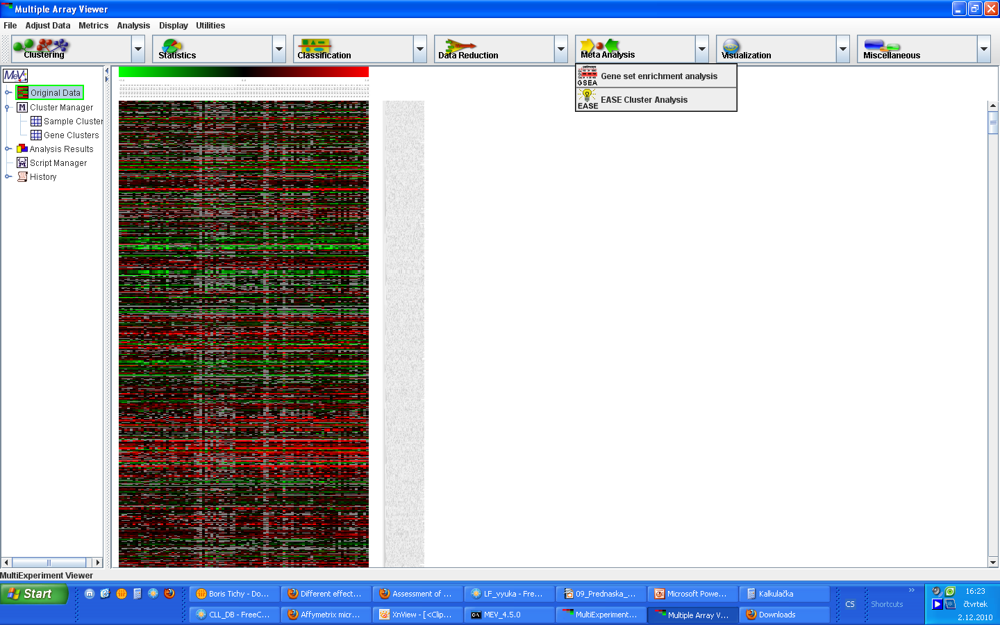 Multiple Array Viewer
File Adjust Data Metrics Analysis Display Utilities
Clustering Statistics Classification Data Reduction Meta Analysis Visualization Miscellaneous
GSEA Gene set enrichment analysis
EASE EASE Cluster Analysis
MeV
Original Data
M Cluster Manager
Sample Cluster
Gene Clusters
Analysis Results
Script Manager
History
MultiExperiment Viewer
Start
Boris Tichy - Do... Different effect... Assessment of ... LF_vyuka - Fre... 09_Prednaska_... Microsoft Powe... Kalkulačka
CLL_DB - FreeC... Affymetrix micr... XnView - [<Clip... MEV_4.5.0 MultiExperiment... Multiple Array V... Downloads
CS Shortcuts
16:23
čtvrtek
2.12.2010